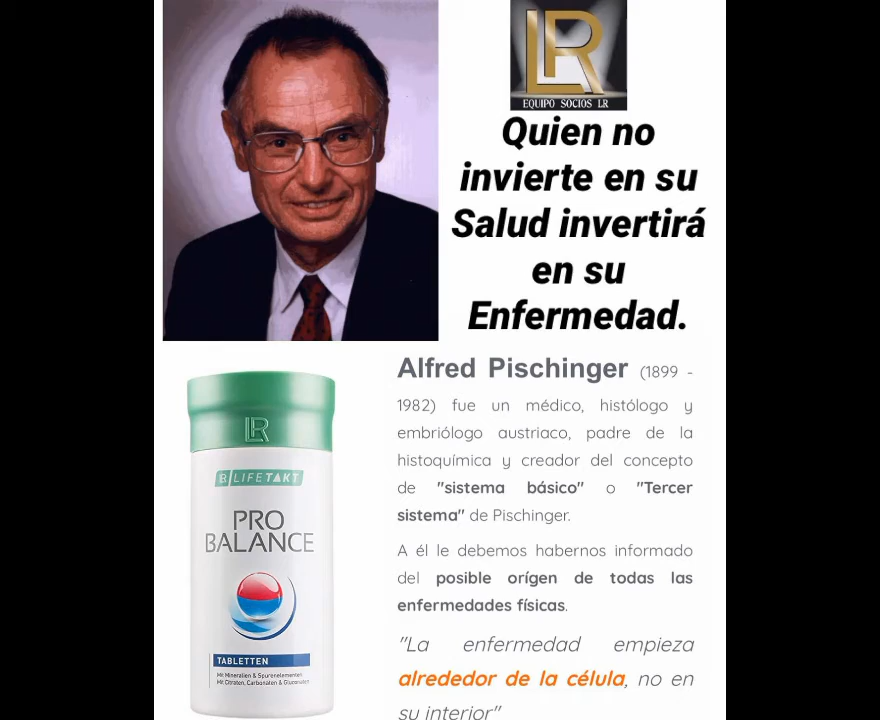 LR
EQUIPO SOCIOS LR
Quien no
invierte en su
Salud invertirá
en su
Enfermedad.
Alfred Pischinger (1899 -
1982) fue un médico, histólogo y
embriólogo austriaco, padre de la
histoquímica y creador del concepto
de "sistema básico" o "Tercer
sistema" de Pischinger.
A él le debemos habernos informado
del posible orígen de todas las
enfermedades físicas.
"La enfermedad empieza
alrededor de la célula, no en
su interior"
LR
LR LIFETAKT
PRO
BALANCE
TABLETTEN
Mit Mineralien & Spurenelementen
Mit Citraten, Carbonaten & Gluconaten